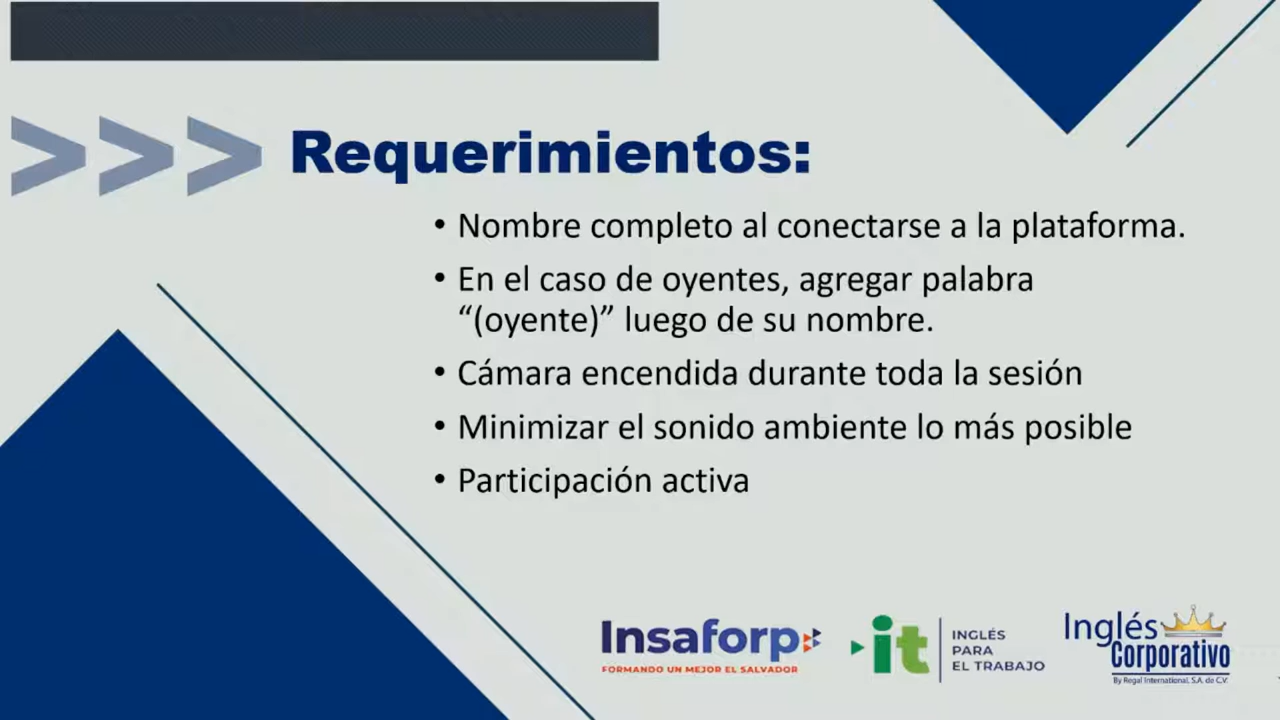 >>> Requerimientos:
• Nombre completo al conectarse a la plataforma.
• En el caso de oyentes, agregar palabra
“(oyente)” luego de su nombre.
• Cámara encendida durante toda la sesión
• Minimizar el sonido ambiente lo más posible
• Participación activa
Insaforp
FORMANDO UN MEJOR EL SALVADOR
it
INGLÉS
PARA
EL TRABAJO
Inglés
Corporativo
By Regal International, S.A. de C.V.